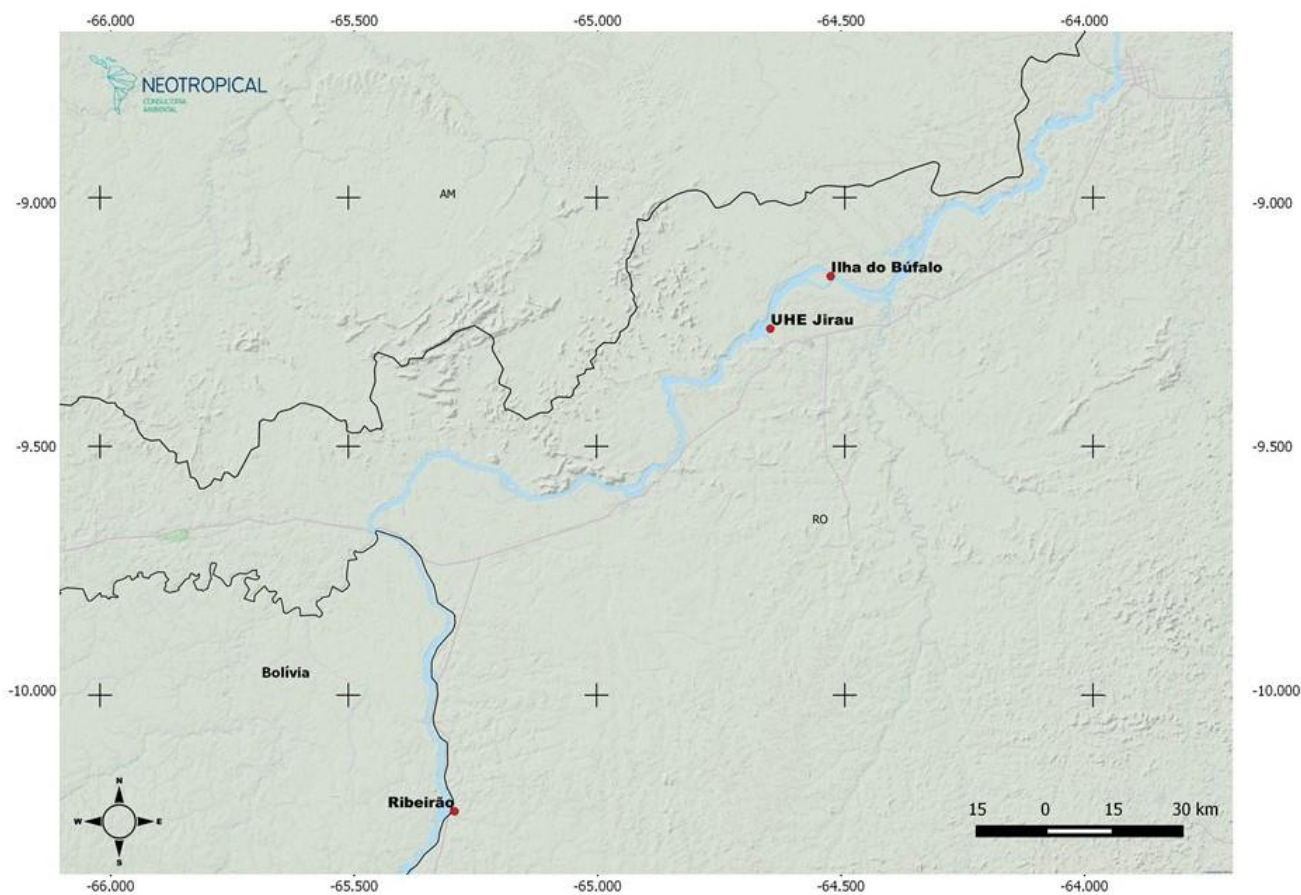 -66.000 -65.500 -65.000 -64.500 -64.000
NEOTROPICAL
CONSULTORIA
AMBIENTAL
AM
-9.000 -9.000
Ilha do Búfalo
UHE Jirau
-9.500 -9.500
RO
Bolívia
-10.000 -10.000
N
W E
S
Ribeirão
15 0 15 30 km
-66.000 -65.500 -65.000 -64.500 -64.000